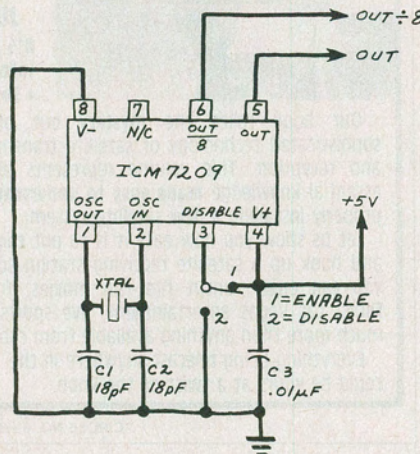 OUT÷8
OUT
8 7 6 5
V- N/C OUT OUT
8
ICM7209
OSC OSC
OUT IN DISABLE V+
1 2 3 4
+5V
1
XTAL
1=ENABLE
2=DISABLE
2
C1 C2 C3
18pF 18pF .01µF